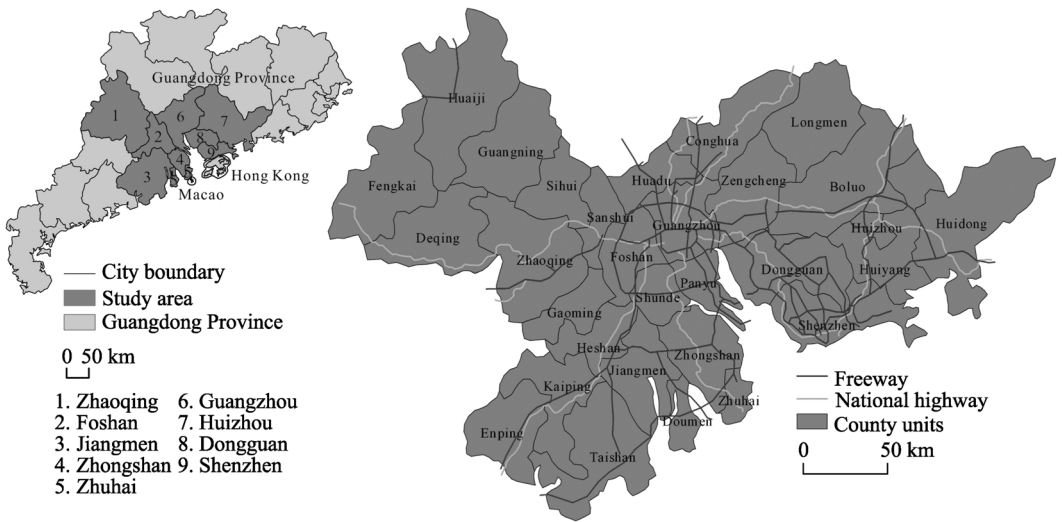 Guangdong Province
1
6
7
2
8
9
4
3
5
Hong Kong
Macao
City boundary
Study area
Guangdong Province
0 50 km
1. Zhaoqing 6. Guangzhou
2. Foshan 7. Huizhou
3. Jiangmen 8. Dongguan
4. Zhongshan 9. Shenzhen
5. Zhuhai
Huaiji
Longmen
Conghua
Guangning
Huadu
Zengcheng
Fengkai
Sihui
Boluo
Sanshui
Guangzhou
Huidong
Huizhou
Deqing
Zhaoqing
Foshan
Dongguan
Huiyang
Panyu
Shunde
Gaoming
Shenzhen
Heshan
Zhongshan
Jiangmen
Kaiping
Zhuhai
Doumen
Enping
Taishan
Freeway
National highway
County units
0 50 km